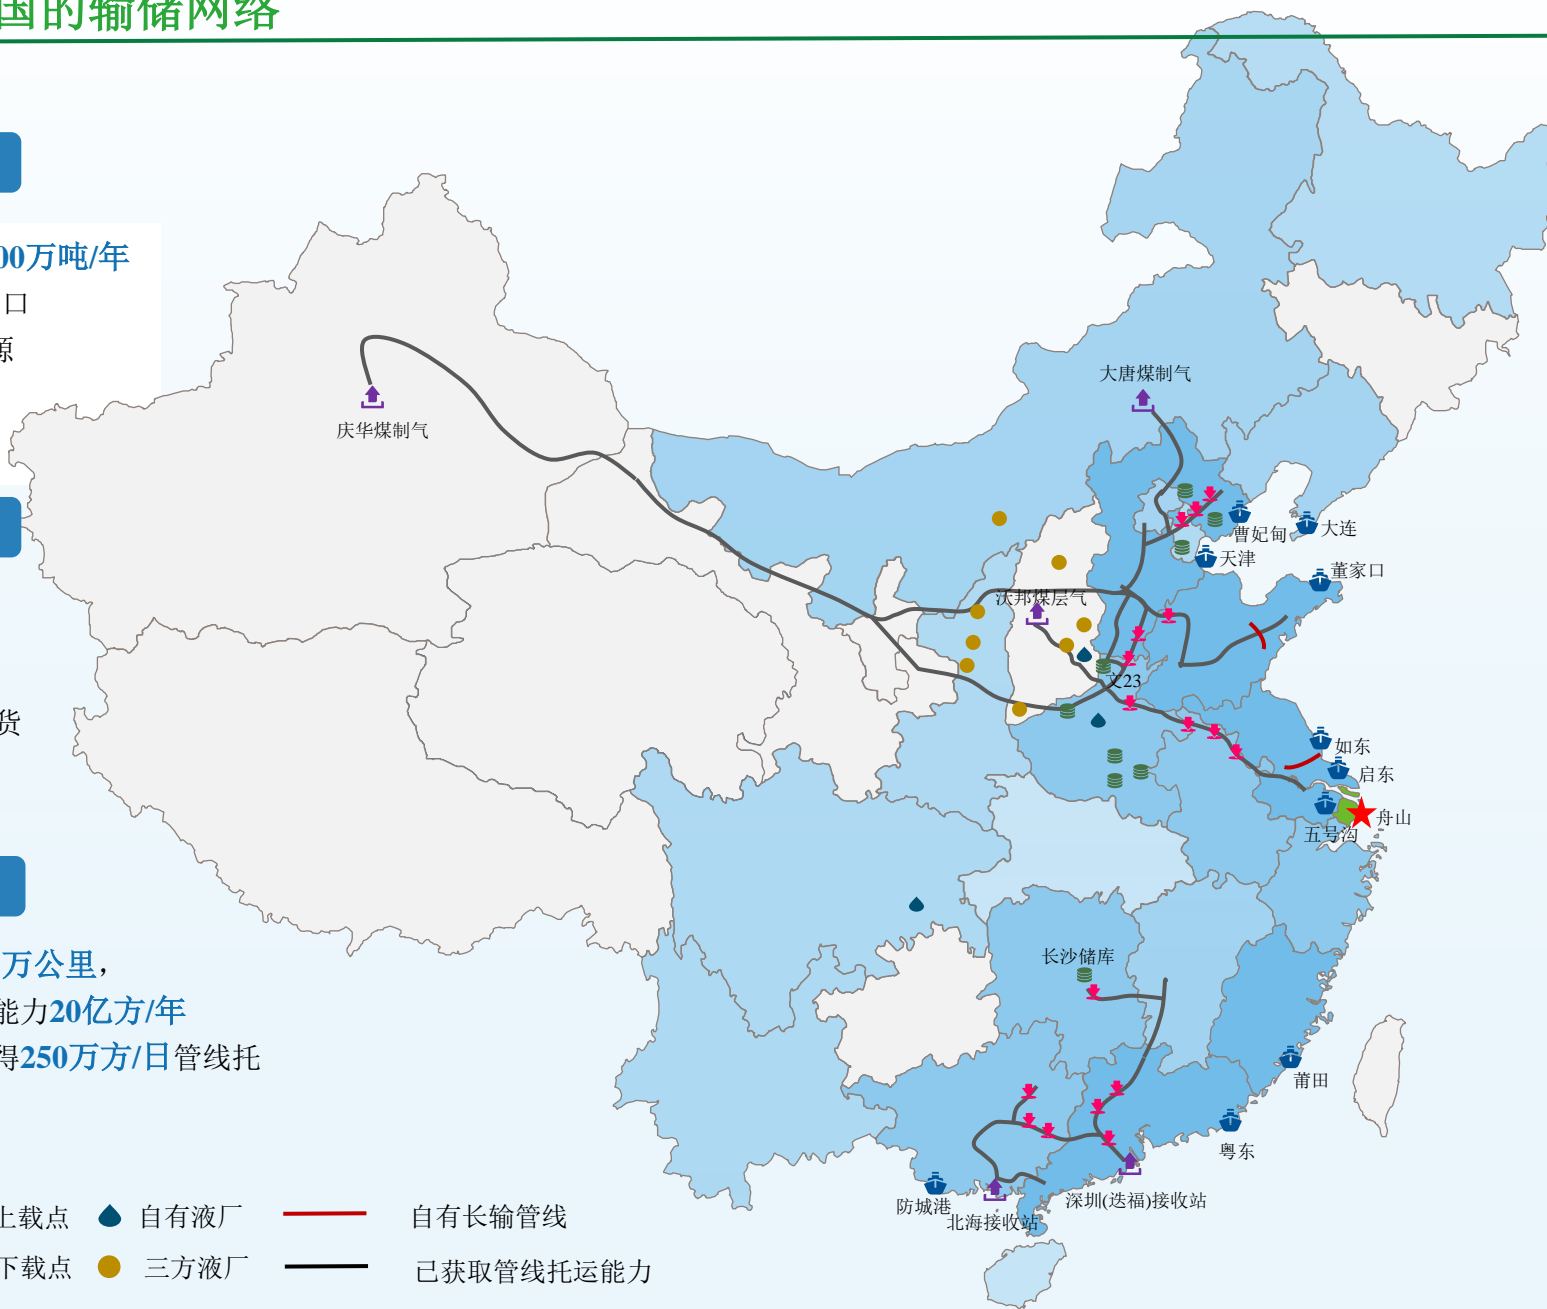 国的输储网络
00万吨/年
口
源
货
万公里，
能力20亿方/年
得250万方/日管线托
大唐煤制气
庆华煤制气
曹妃甸
大连
天津
董家口
沃邦煤层气
文23
如东
启东
舟山
五号沟
长沙储库
莆田
粤东
防城港
北海接收站
深圳(迭福)接收站
上载点
自有液厂
自有长输管线
下载点
三方液厂
已获取管线托运能力